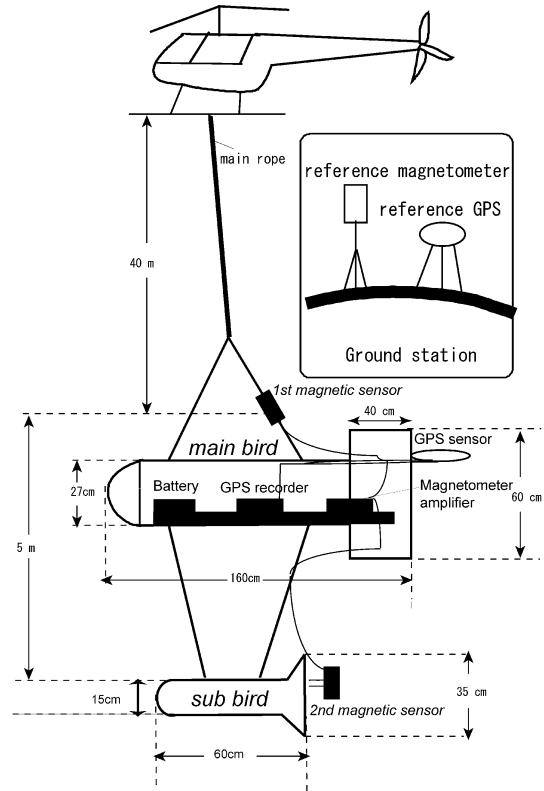 main rope
reference magnetometer
reference GPS
40 m
Ground station
1st magnetic sensor
40 cm
main bird
GPS sensor
27cm
Battery
GPS recorder
Magnetometer
amplifier
60 cm
5 m
160cm
15cm
sub bird
35 cm
2nd magnetic sensor
60cm